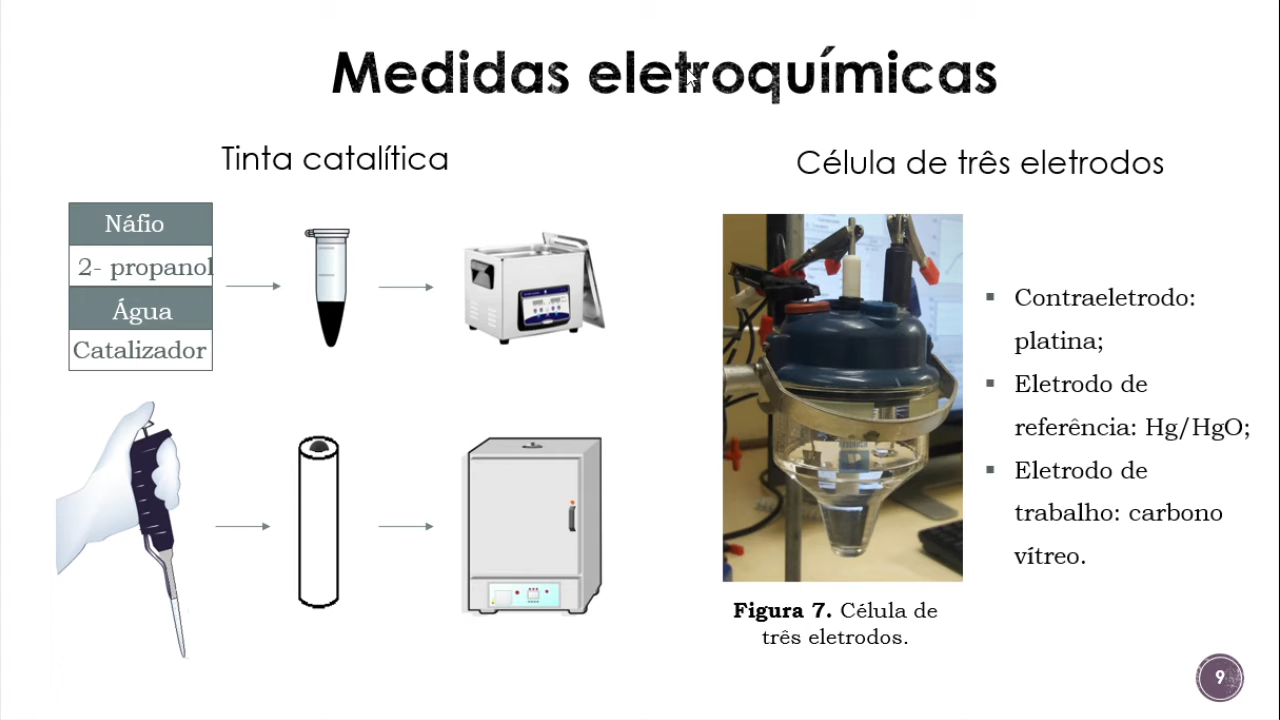 Medidas eletroquímicas
Tinta catalítica
Náfio
2- propanol
Água
Catalizador
Célula de três eletrodos
Contraeletrodo:
platina;
Eletrodo de
referência: Hg/HgO;
Eletrodo de
trabalho: carbono
vítreo.
Figura 7. Célula de
três eletrodos.
9